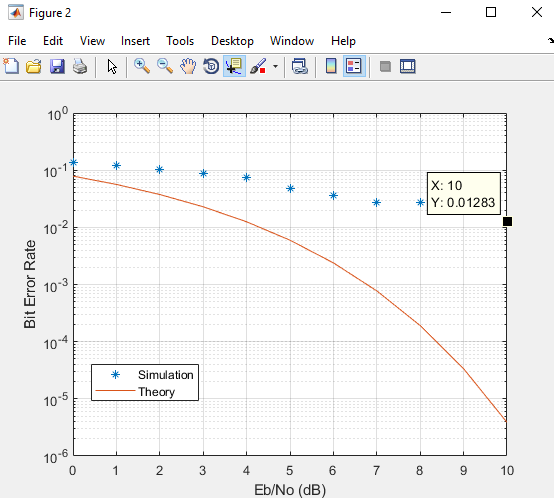 Figure 2
File Edit View Insert Tools Desktop Window Help
10^0
10^-1
10^-2
10^-3
10^-4
10^-5
10^-6
Bit Error Rate
X: 10
Y: 0.01283
Simulation
Theory
0 1 2 3 4 5 6 7 8 9 10
Eb/No (dB)